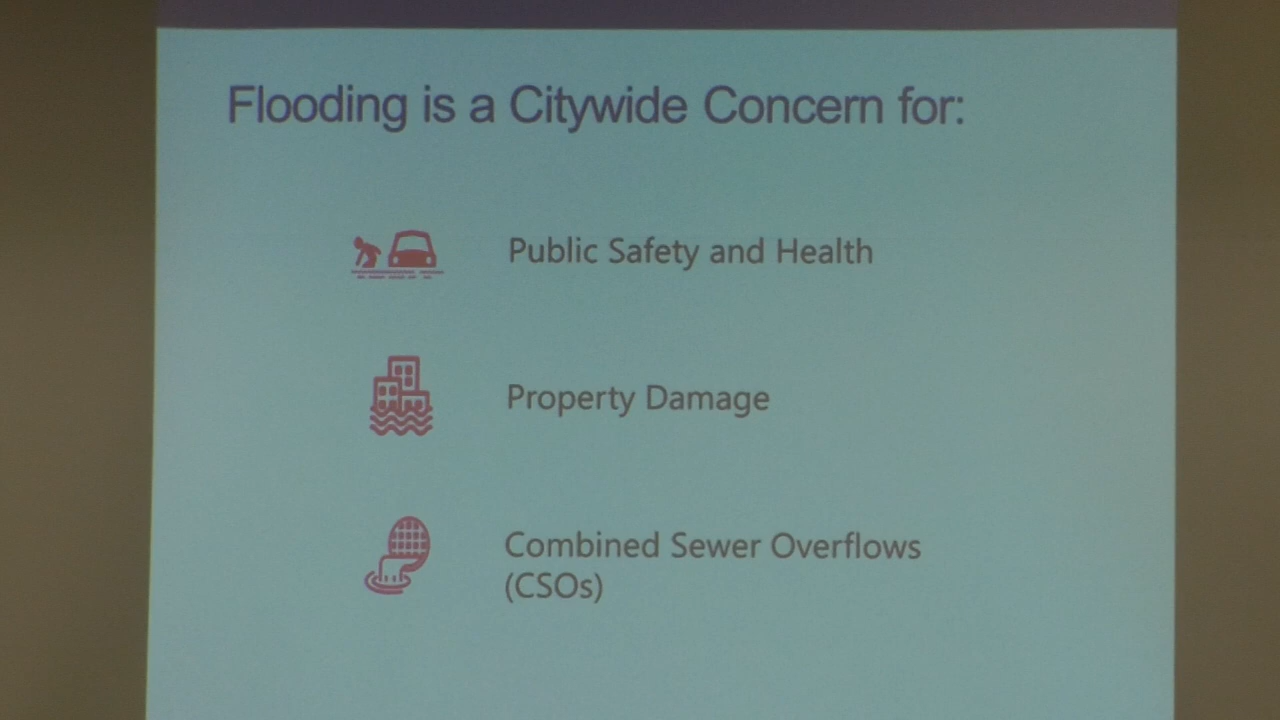 Flooding is a Citywide Concern for:
Public Safety and Health
Property Damage
Combined Sewer Overflows
(CSOs)